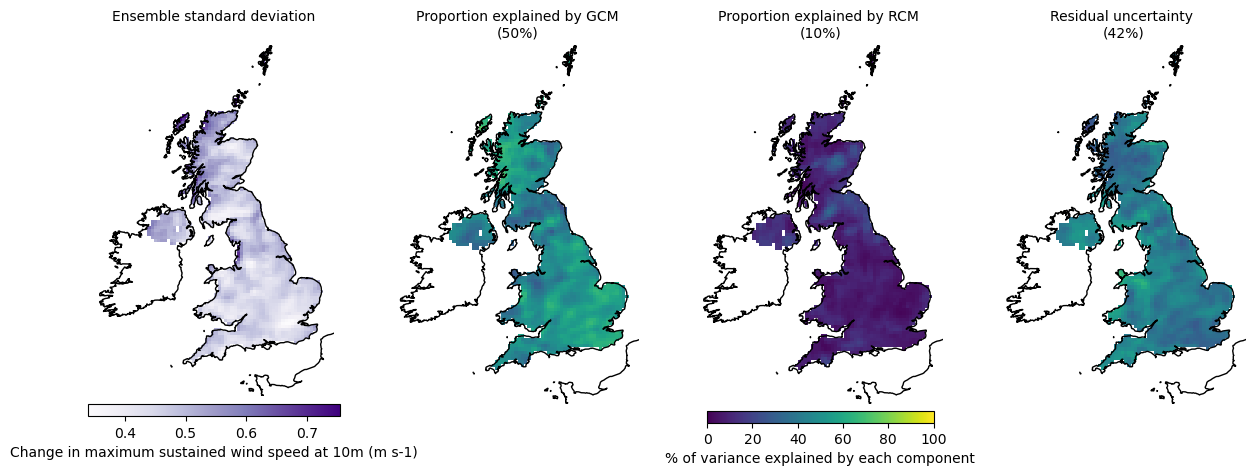 Ensemble standard deviation
Proportion explained by GCM
(50%)
Proportion explained by RCM
(10%)
Residual uncertainty
(42%)
0.4 0.5 0.6 0.7
Change in maximum sustained wind speed at 10m (m s-1)
0 20 40 60 80 100
% of variance explained by each component